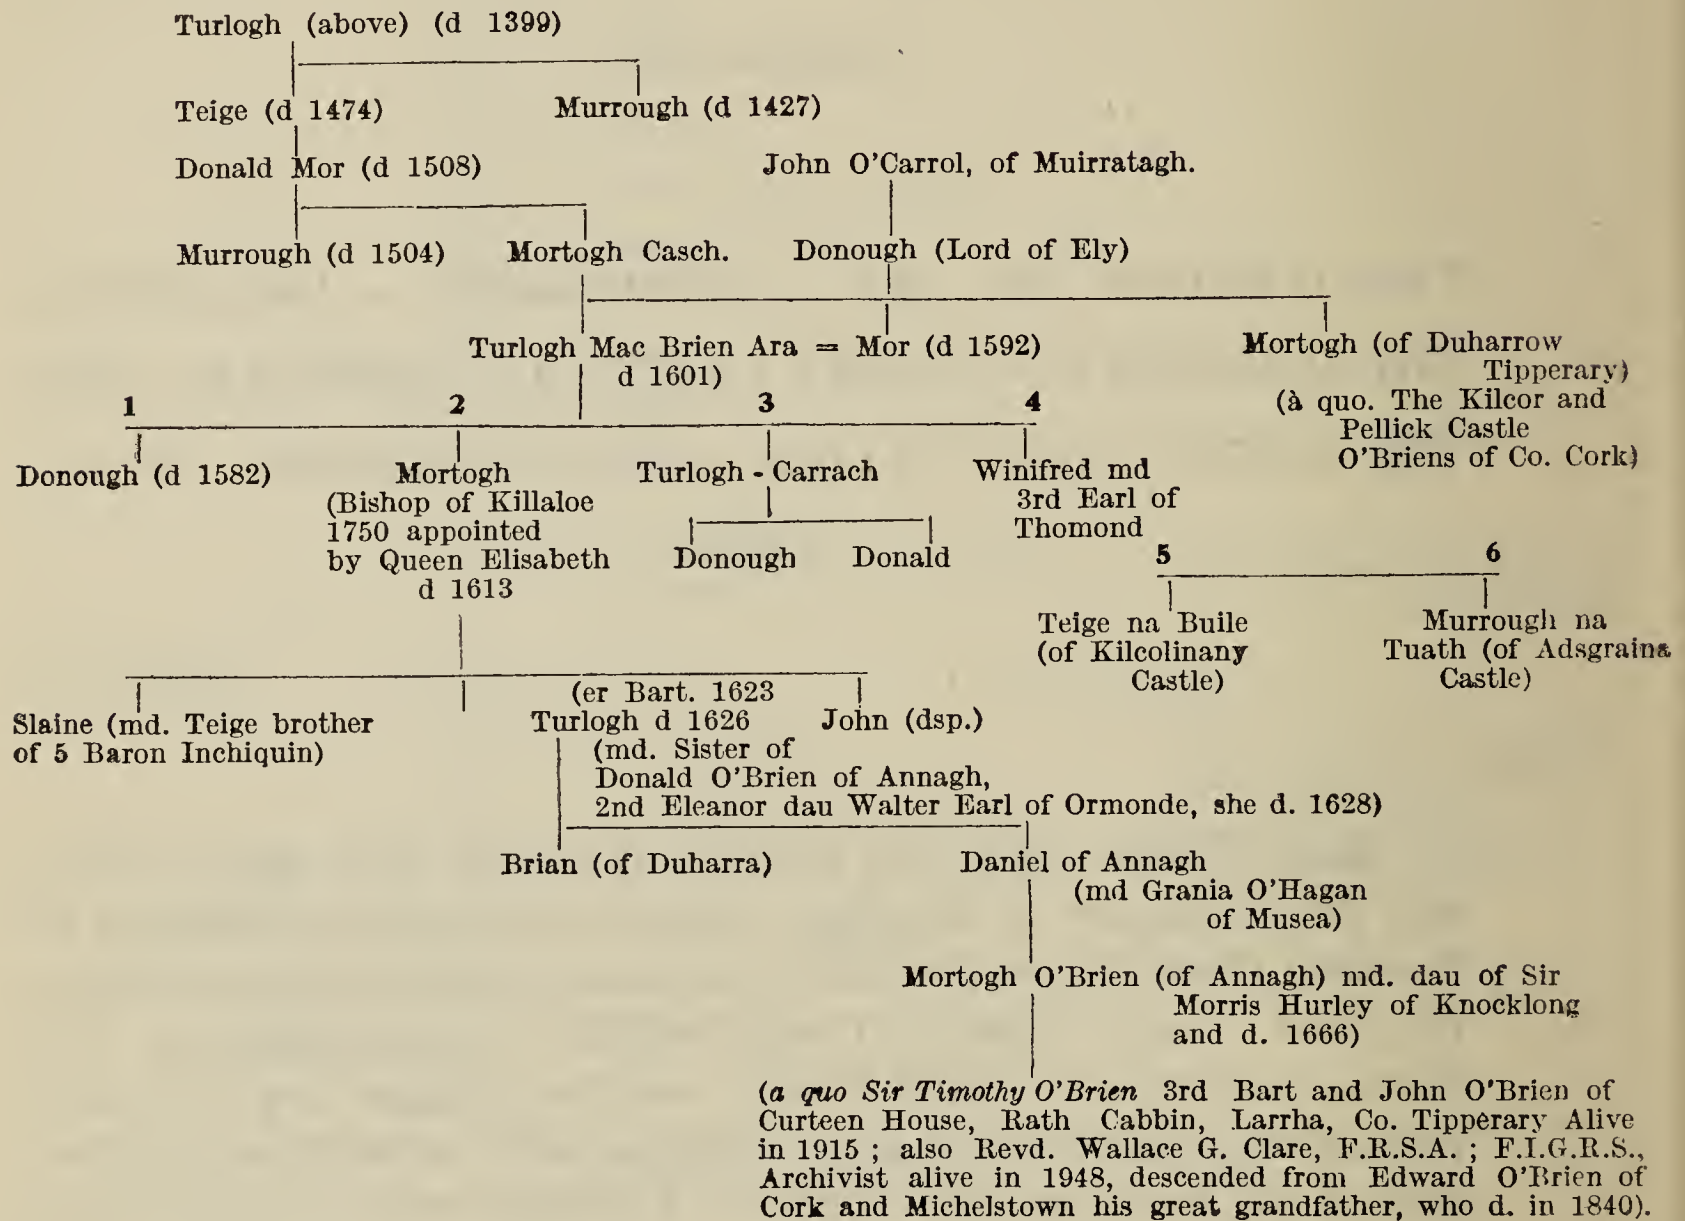 Turlogh (above) (d 1399)
Teige (d 1474) Murrough (d 1427)
Donald Mor (d 1508) John O'Carrol, of Muirratagh.
Murrough (d 1504) Mortogh Casch. Donough (Lord of Ely)
Turlogh Mac Brien Ara = Mor (d 1592)
d 1601)
Mortogh (of Duharrow
Tipperary)
(à quo. The Kilcor and
Pellick Castle
O'Briens of Co. Cork)
1 2 3 4
Donough (d 1582)
Mortogh
(Bishop of Killaloe
1750 appointed
by Queen Elisabeth
d 1613
Turlogh - Carrach
Donough Donald
Winifred md
3rd Earl of
Thomond
5 6
Teige na Buile
(of Kilcolinany
Castle)
Murrough na
Tuath (of Adsgraina
Castle)
Slaine (md. Teige brother
of 5 Baron Inchiquin)
(er Bart. 1623
Turlogh d 1626
(md. Sister of
Donald O'Brien of Annagh,
2nd Eleanor dau Walter Earl of Ormonde, she d. 1628)
John (dsp.)
Brian (of Duharra)
Daniel of Annagh
(md Grania O'Hagan
of Musea)
Mortogh O'Brien (of Annagh) md. dau of Sir
Morris Hurley of Knocklong
and d. 1666)
(a quo Sir Timothy O'Brien 3rd Bart and John O'Brien of
Curteen House, Rath Cabbin, Larrha, Co. Tipperary Alive
in 1915 ; also Revd. Wallace G. Clare, F.R.S.A. ; F.I.G.R.S.,
Archivist alive in 1948, descended from Edward O'Brien of
Cork and Michelstown his great grandfather, who d. in 1840).